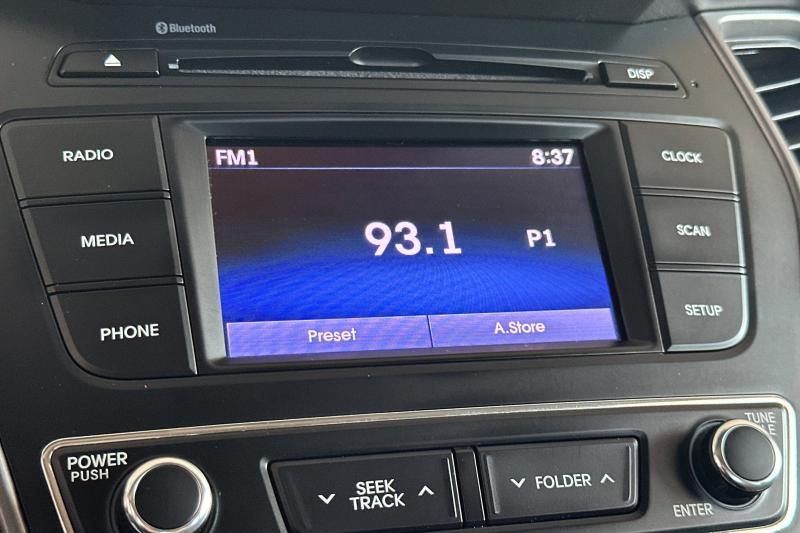 Bluetooth
DISP
RADIO
FM1
8:37
CLOCK
MEDIA
93.1
P1
SCAN
PHONE
Preset
A.Store
SETUP
POWER
PUSH
SEEK
TRACK
FOLDER
TUNE
ENTER